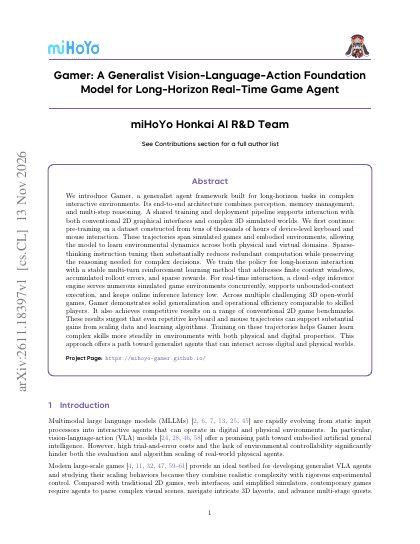 miHoYo
Gamer: A Generalist Vision-Language-Action Foundation
Model for Long-Horizon Real-Time Game Agent
miHoYo Honkai AI R&D Team
See Contributions section for a full author list
arXiv:2611.18397v1 [cs.CL] 13 Nov 2026
Abstract
We introduce Gamer, a generalist agent framework built for long-horizon tasks in complex
interactive environments. Its end-to-end architecture combines perception, memory management,
and multi-step reasoning. A shared training and deployment pipeline supports interaction with
both conventional 2D graphical interfaces and complex 3D simulated worlds. We first continue
pre-training on a dataset constructed from tens of thousands of hours of device-level keyboard and
mouse interaction. These trajectories span simulated games and embodied environments, allowing
the model to learn environmental dynamics across both physical and virtual domains. Sparse-
thinking instruction tuning then substantially reduces redundant computation while preserving
the reasoning needed for complex decisions. We train the policy for long-horizon interaction
with a stable multi-turn reinforcement learning method that addresses finite context windows,
accumulated rollout errors, and sparse rewards. For real-time interaction, a cloud-edge inference
engine serves numerous simulated game environments concurrently, supports unbounded-context
execution, and keeps online inference latency low. Across multiple challenging 3D open-world
games, Gamer demonstrates solid generalization and operational efficiency comparable to skilled
players. It also achieves competitive results on a range of conventional 2D game benchmarks.
These results suggest that even repetitive keyboard and mouse trajectories can support substantial
gains from scaling data and learning algorithms. Training on these trajectories helps Gamer learn
complex skills more steadily in environments with both physical and digital properties. This
approach offers a path toward generalist agents that can interact across digital and physical worlds.
Project Page: https://mihoyo-gamer.github.io/
1 Introduction
Multimodal large language models (MLLMs) [2, 6, 7, 13, 25, 45] are rapidly evolving from static input
processors into interactive agents that can operate in digital and physical environments. In particular,
vision-language-action (VLA) models [24, 28, 46, 58] offer a promising path toward embodied artificial general
intelligence. However, high trial-and-error costs and the lack of environmental controllability significantly
hinder both the evaluation and algorithm scaling of real-world physical agents.
Modern large-scale games [4, 11, 32, 47, 59–61] provide an ideal testbed for developing generalist VLA agents
and studying their scaling behaviors because they combine realistic complexity with rigorous experimental
control. Compared with traditional 2D games, web interfaces, and simplified simulators, contemporary games
require agents to parse complex visual scenes, navigate intricate 3D layouts, and advance multi-stage quests.
1